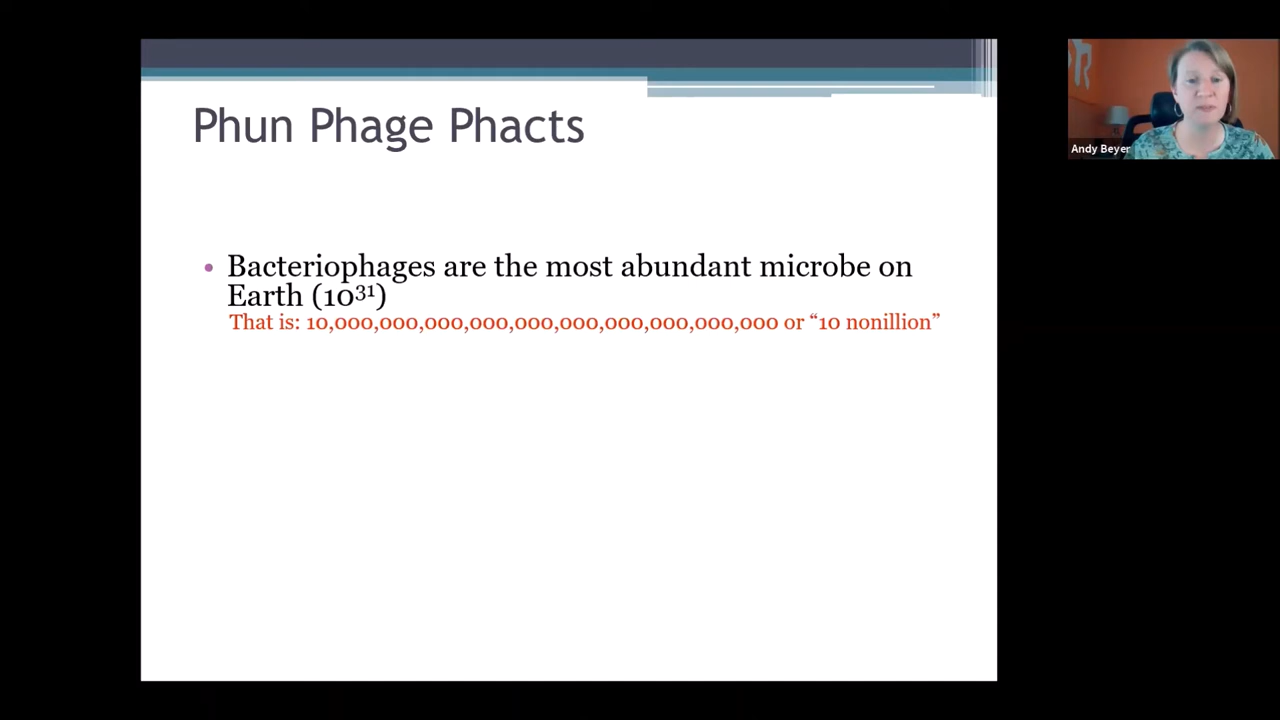 Phun Phage Phacts
• Bacteriophages are the most abundant microbe on
Earth (10³¹)
That is: 10,000,000,000,000,000,000,000,000,000,000 or “10 nonillion”
Andy Beyer